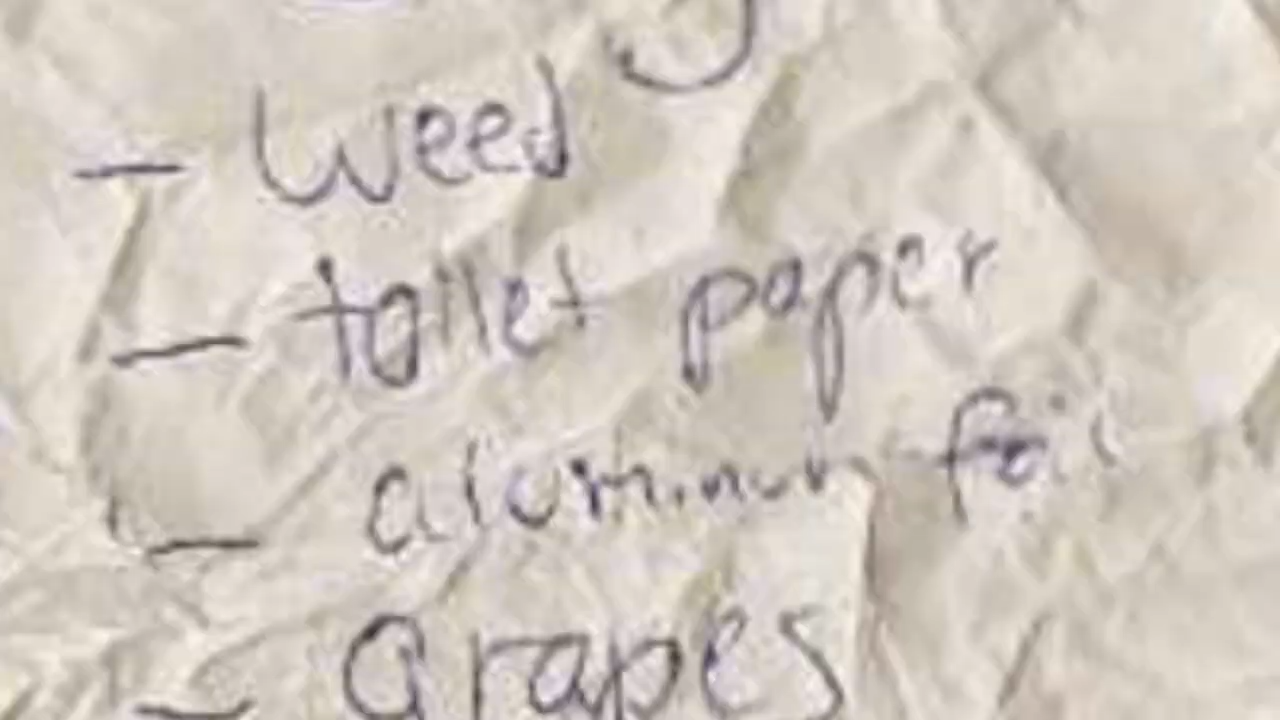 - weed
- toilet paper
- aluminum foil
- grapes